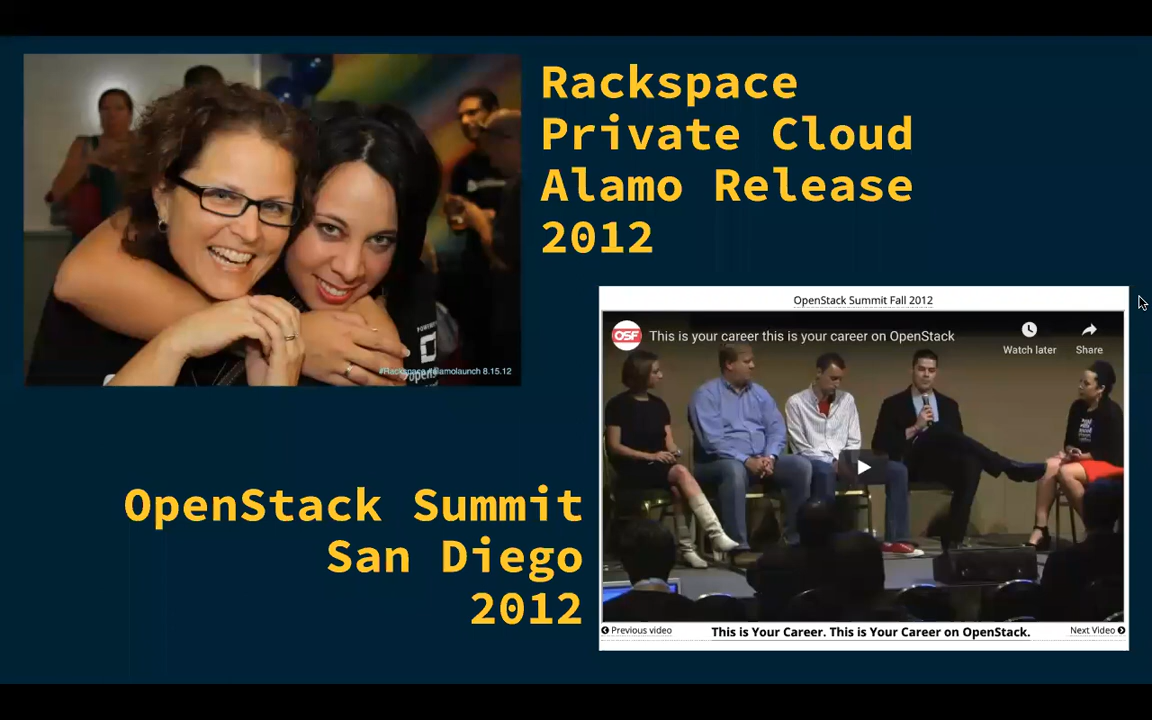 Rackspace
Private Cloud
Alamo Release
2012
#Rackspace #alamolaunch 8.15.12
OpenStack Summit Fall 2012
OSF
This is your career this is your career on OpenStack
Watch later
Share
OpenStack Summit
San Diego
2012
Previous video
This is Your Career. This is Your Career on OpenStack.
Next Video